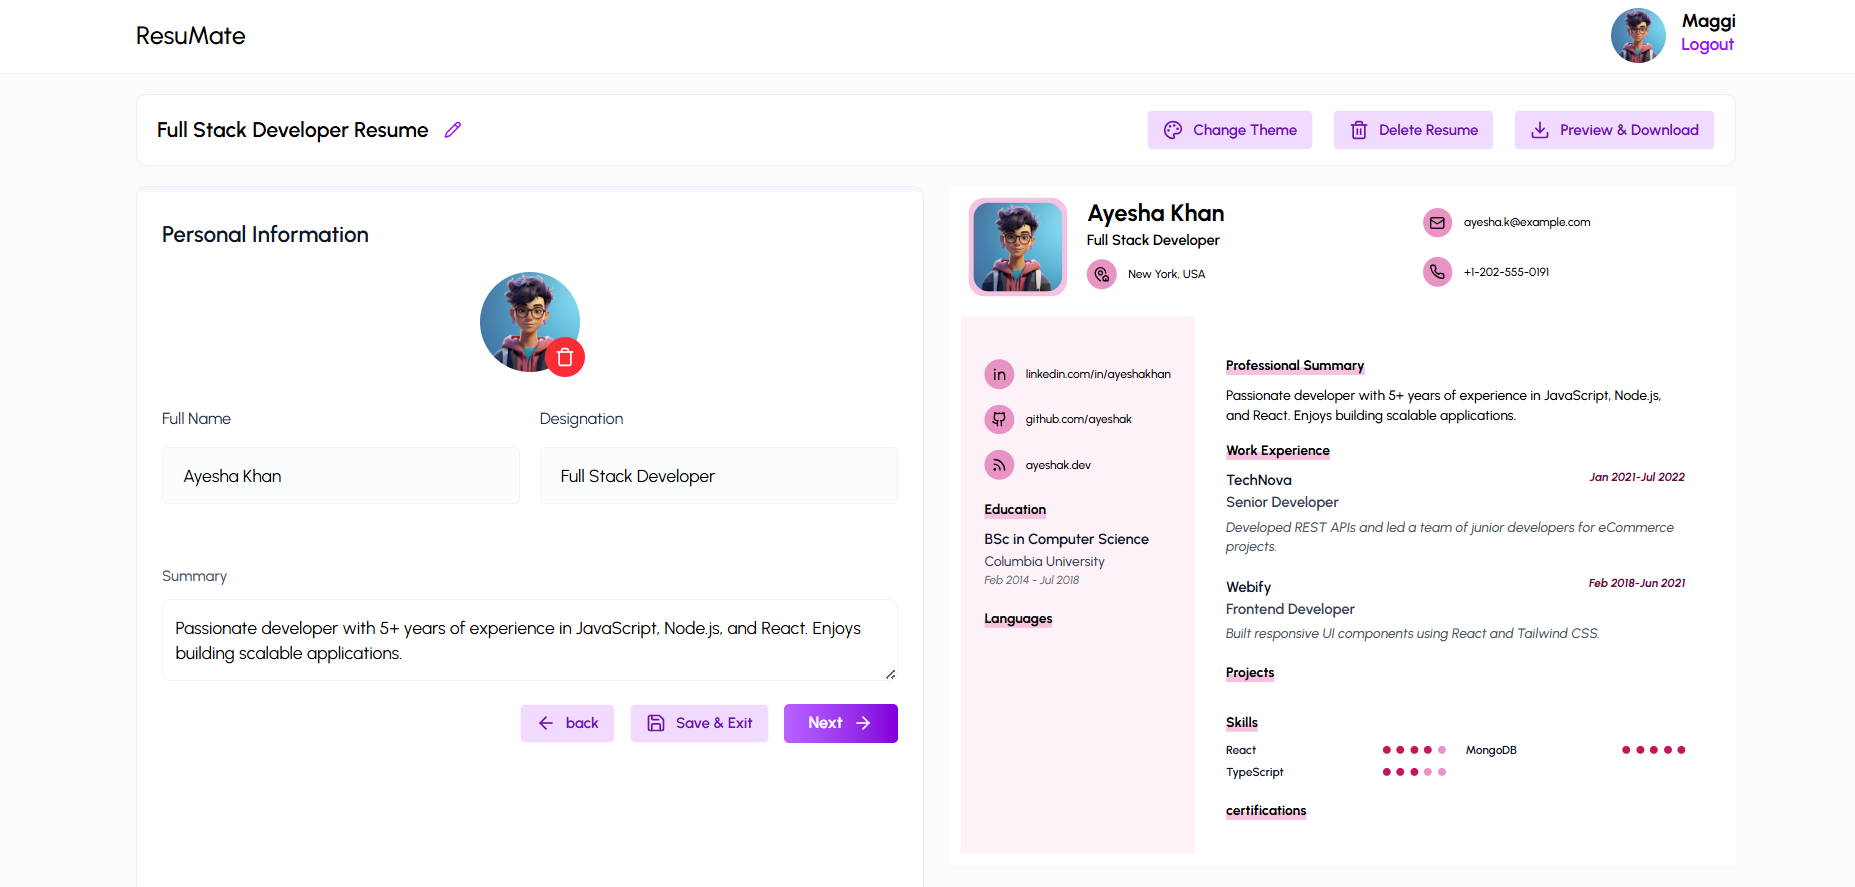 ResuMate
Maggi
Logout
Full Stack Developer Resume
Change Theme
Delete Resume
Preview & Download
Personal Information
Full Name
Designation
Ayesha Khan
Full Stack Developer
Summary
Passionate developer with 5+ years of experience in JavaScript, Node.js, and React. Enjoys
building scalable applications.
back
Save & Exit
Next
Ayesha Khan
Full Stack Developer
New York, USA
ayesha.k@example.com
+1-202-555-0191
in
linkedin.com/in/ayeshakhan
github.com/ayeshak
ayeshak.dev
Education
BSc in Computer Science
Columbia University
Feb 2014 - Jul 2018
Languages
Professional Summary
Passionate developer with 5+ years of experience in JavaScript, Node.js,
and React. Enjoys building scalable applications.
Work Experience
TechNova
Jan 2021-Jul 2022
Senior Developer
Developed REST APIs and led a team of junior developers for eCommerce
projects.
Webify
Feb 2018-Jun 2021
Frontend Developer
Built responsive UI components using React and Tailwind CSS.
Projects
Skills
React
MongoDB
TypeScript
certifications